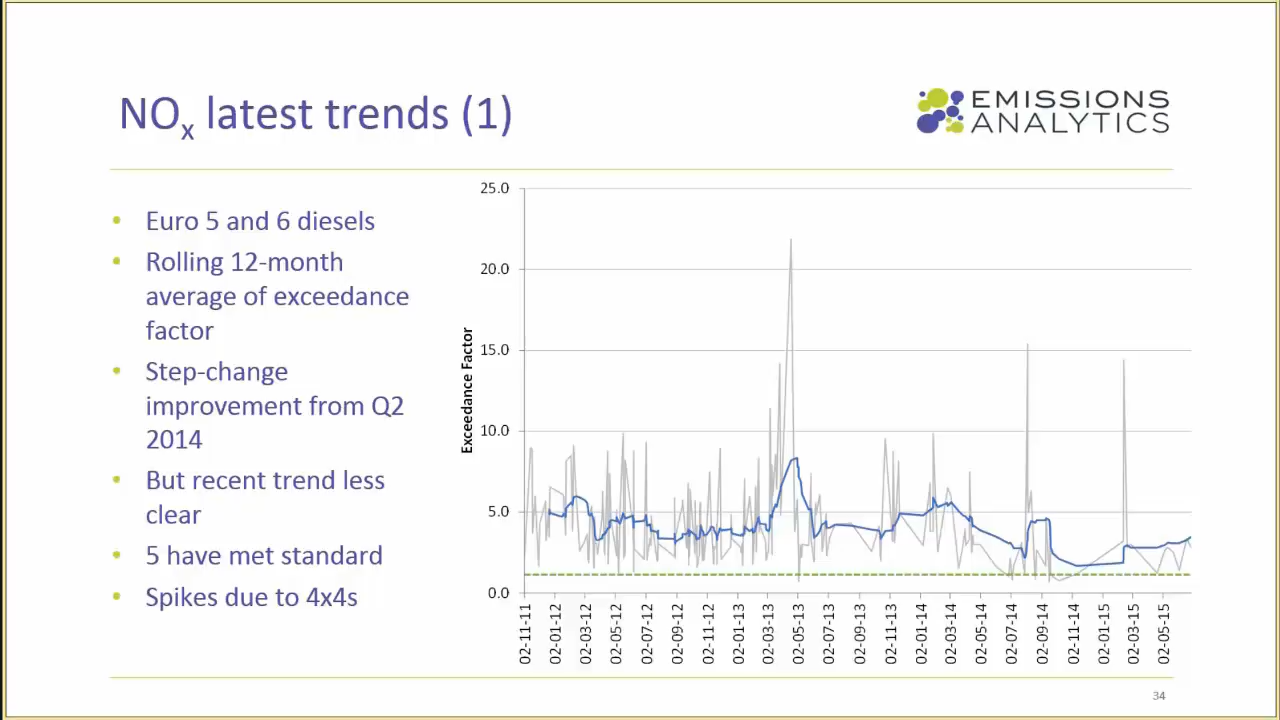 NOx latest trends (1)
EMISSIONS
ANALYTICS
• Euro 5 and 6 diesels
• Rolling 12-month
average of exceedance
factor
• Step-change
improvement from Q2
2014
• But recent trend less
clear
• 5 have met standard
• Spikes due to 4x4s
Exceedance Factor
25.0
20.0
15.0
10.0
5.0
0.0
02-11-11
02-01-12
02-03-12
02-05-12
02-07-12
02-09-12
02-11-12
02-01-13
02-03-13
02-05-13
02-07-13
02-09-13
02-11-13
02-01-14
02-03-14
02-05-14
02-07-14
02-09-14
02-11-14
02-01-15
02-03-15
02-05-15
34